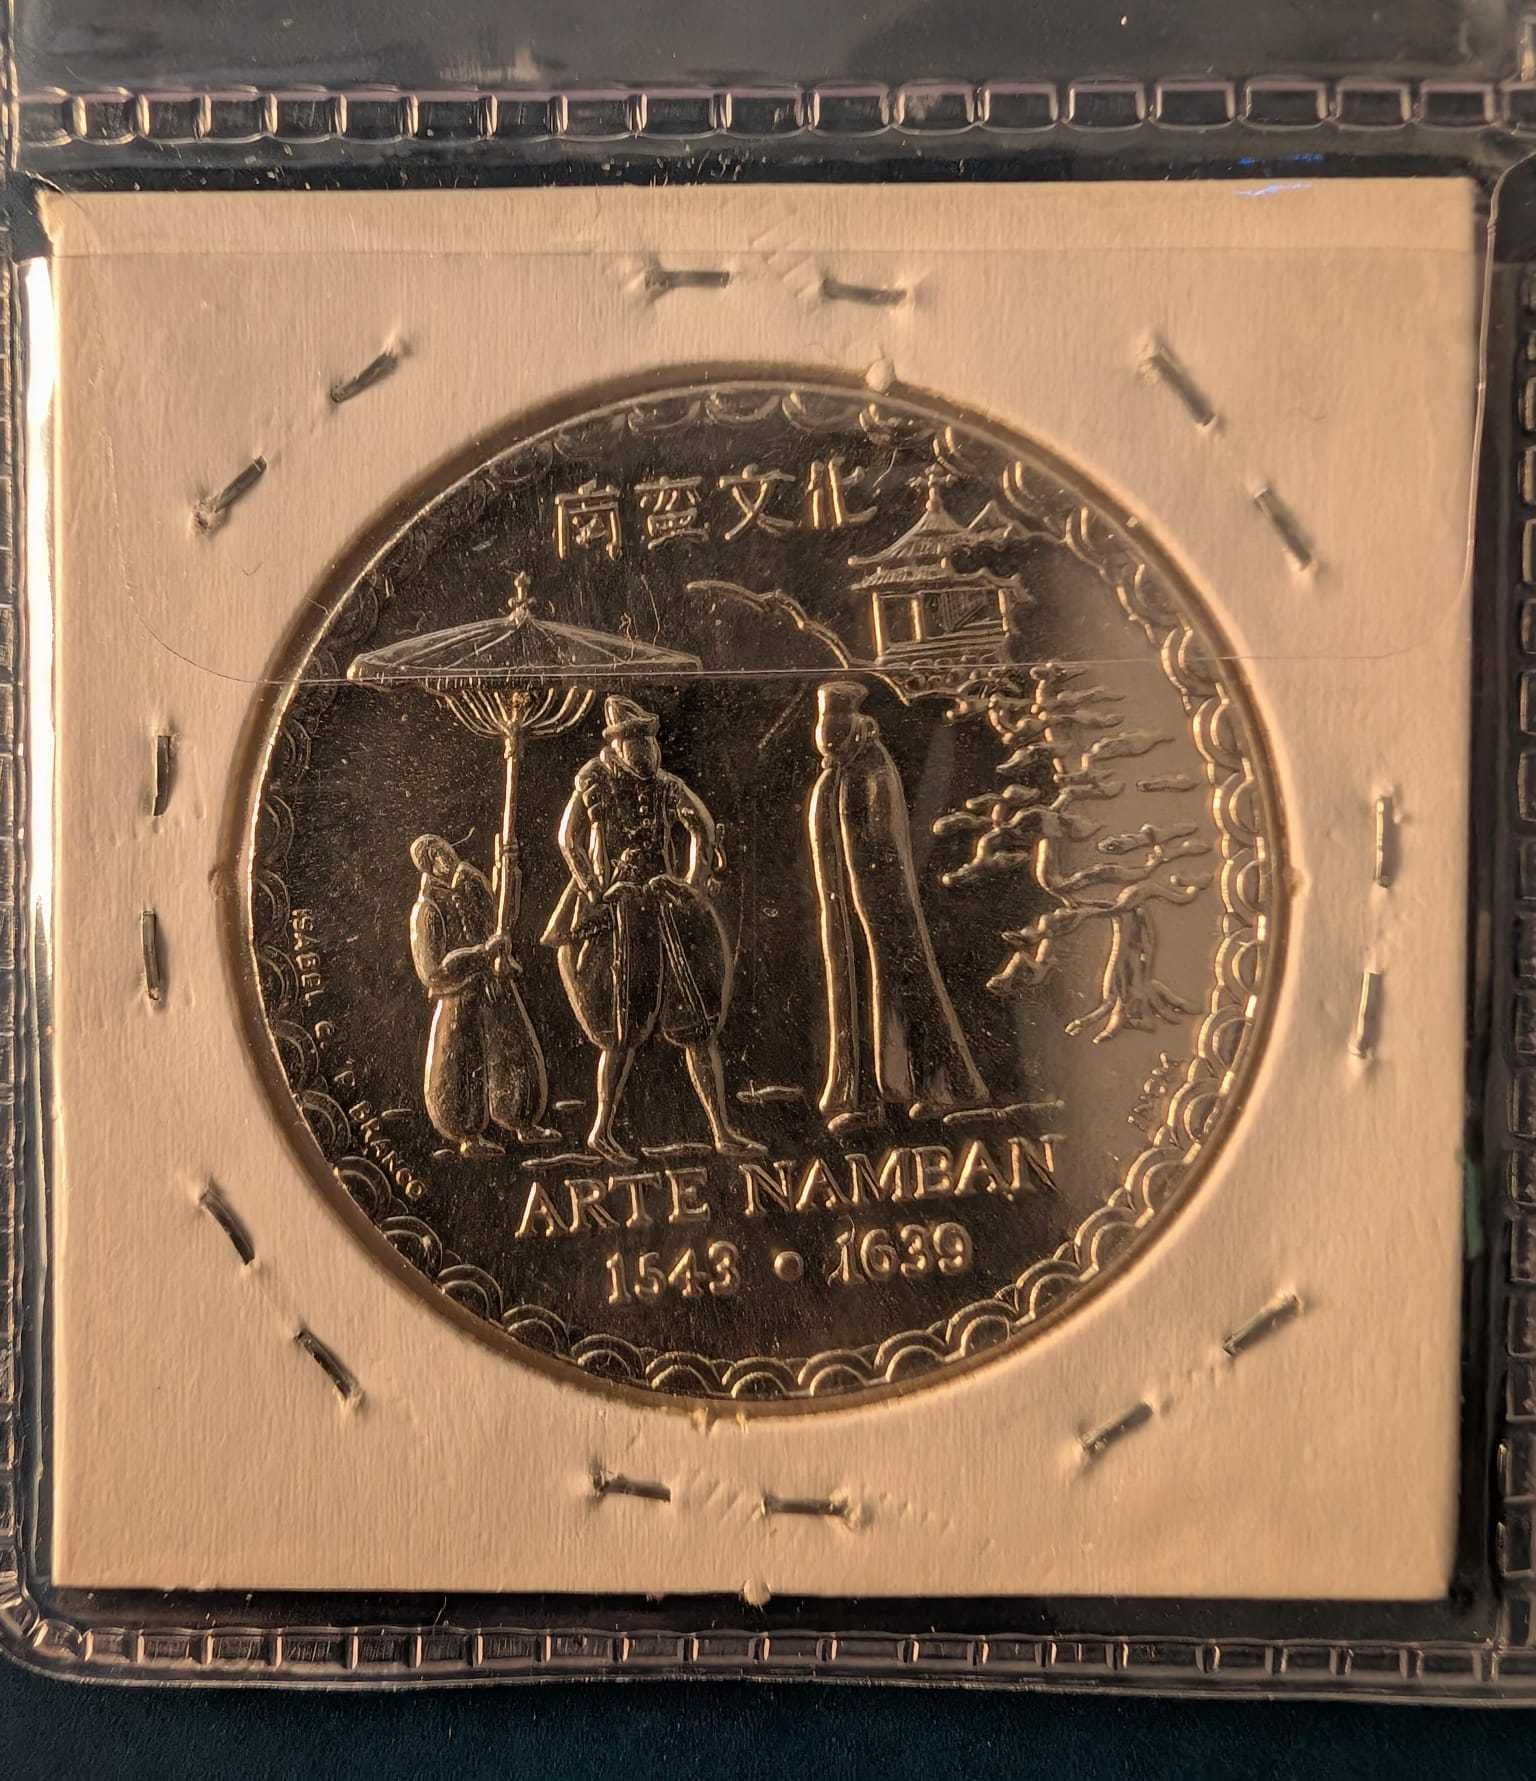 南蛮文化
ISABEL C. F. BRANCO
INCM
ARTE NAMBAN
1543 • 1639